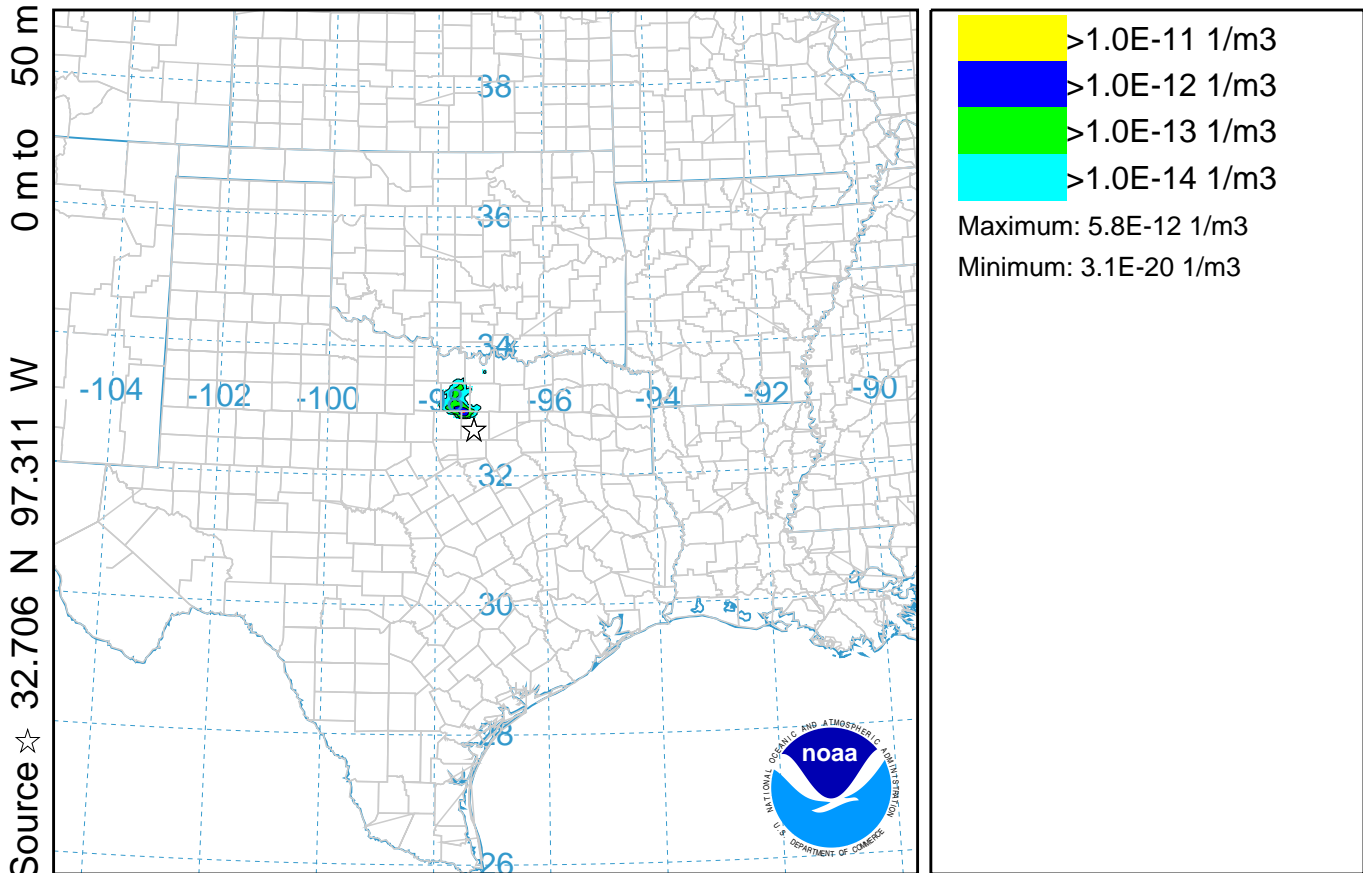 Source ☆ 32.706 N 97.311 W 0 m to 50 m
38
36
34
-104 -102 -100 -96 -94 -92 -90
32
30
28
26
>1.0E-11 1/m3
>1.0E-12 1/m3
>1.0E-13 1/m3
>1.0E-14 1/m3
Maximum: 5.8E-12 1/m3
Minimum: 3.1E-20 1/m3
NATIONAL OCEANIC AND ATMOSPHERIC ADMINISTRATION
noaa
U.S. DEPARTMENT OF COMMERCE